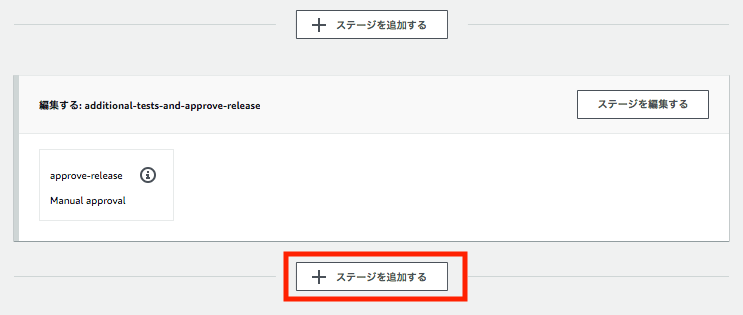 ステージを追加する
編集する: additional-tests-and-approve-release
ステージを編集する
approve-release
Manual approval
ステージを追加する